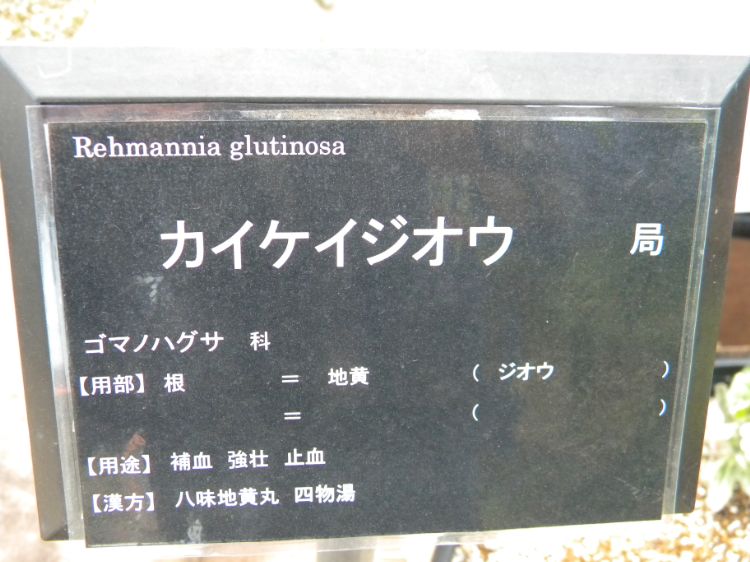 Rehmannia glutinosa
カイケイジオウ 局
ゴマノハグサ 科
【用部】 根 = 地黄 ( ジオウ )
= ( )
【用途】 補血 強壮 止血
【漢方】 八味地黄丸 四物湯